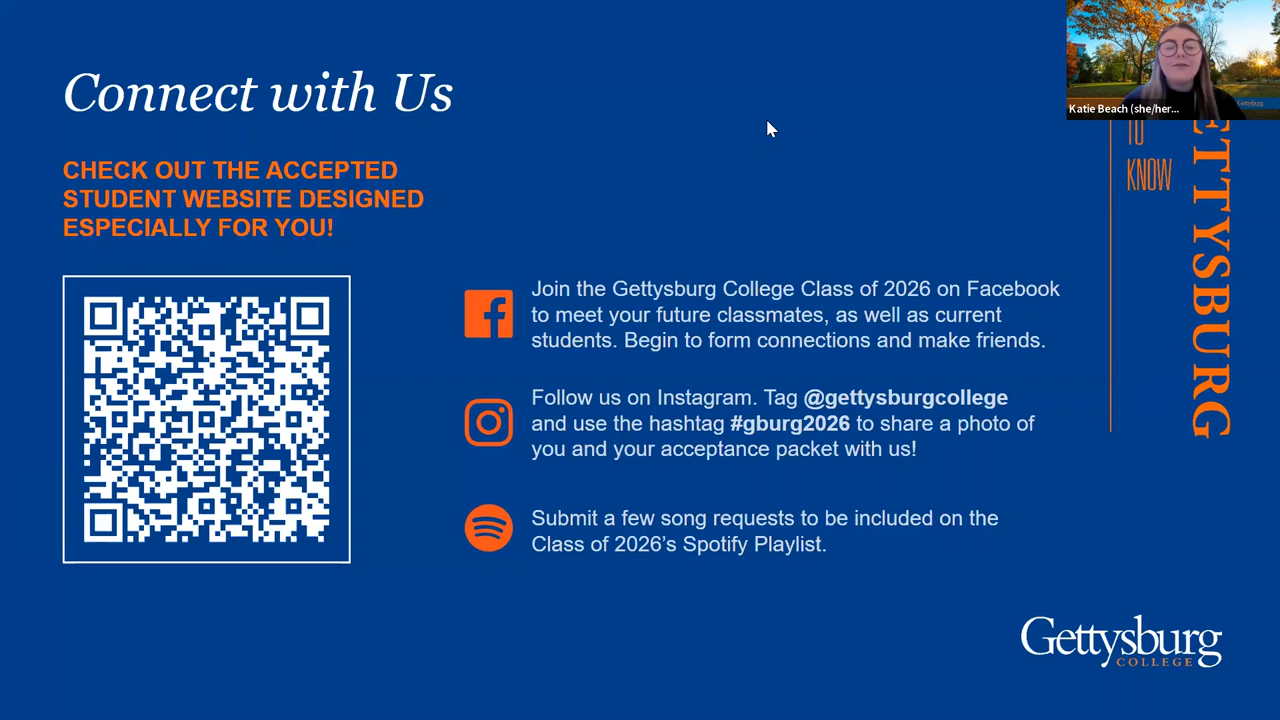 Connect with Us
CHECK OUT THE ACCEPTED
STUDENT WEBSITE DESIGNED
ESPECIALLY FOR YOU!
Join the Gettysburg College Class of 2026 on Facebook
to meet your future classmates, as well as current
students. Begin to form connections and make friends.
Follow us on Instagram. Tag @gettysburgcollege
and use the hashtag #gburg2026 to share a photo of
you and your acceptance packet with us!
Submit a few song requests to be included on the
Class of 2026’s Spotify Playlist.
Katie Beach (she/her...
Gettysburg
TO
KNOW
ETTYSBURG
Gettysburg
COLLEGE